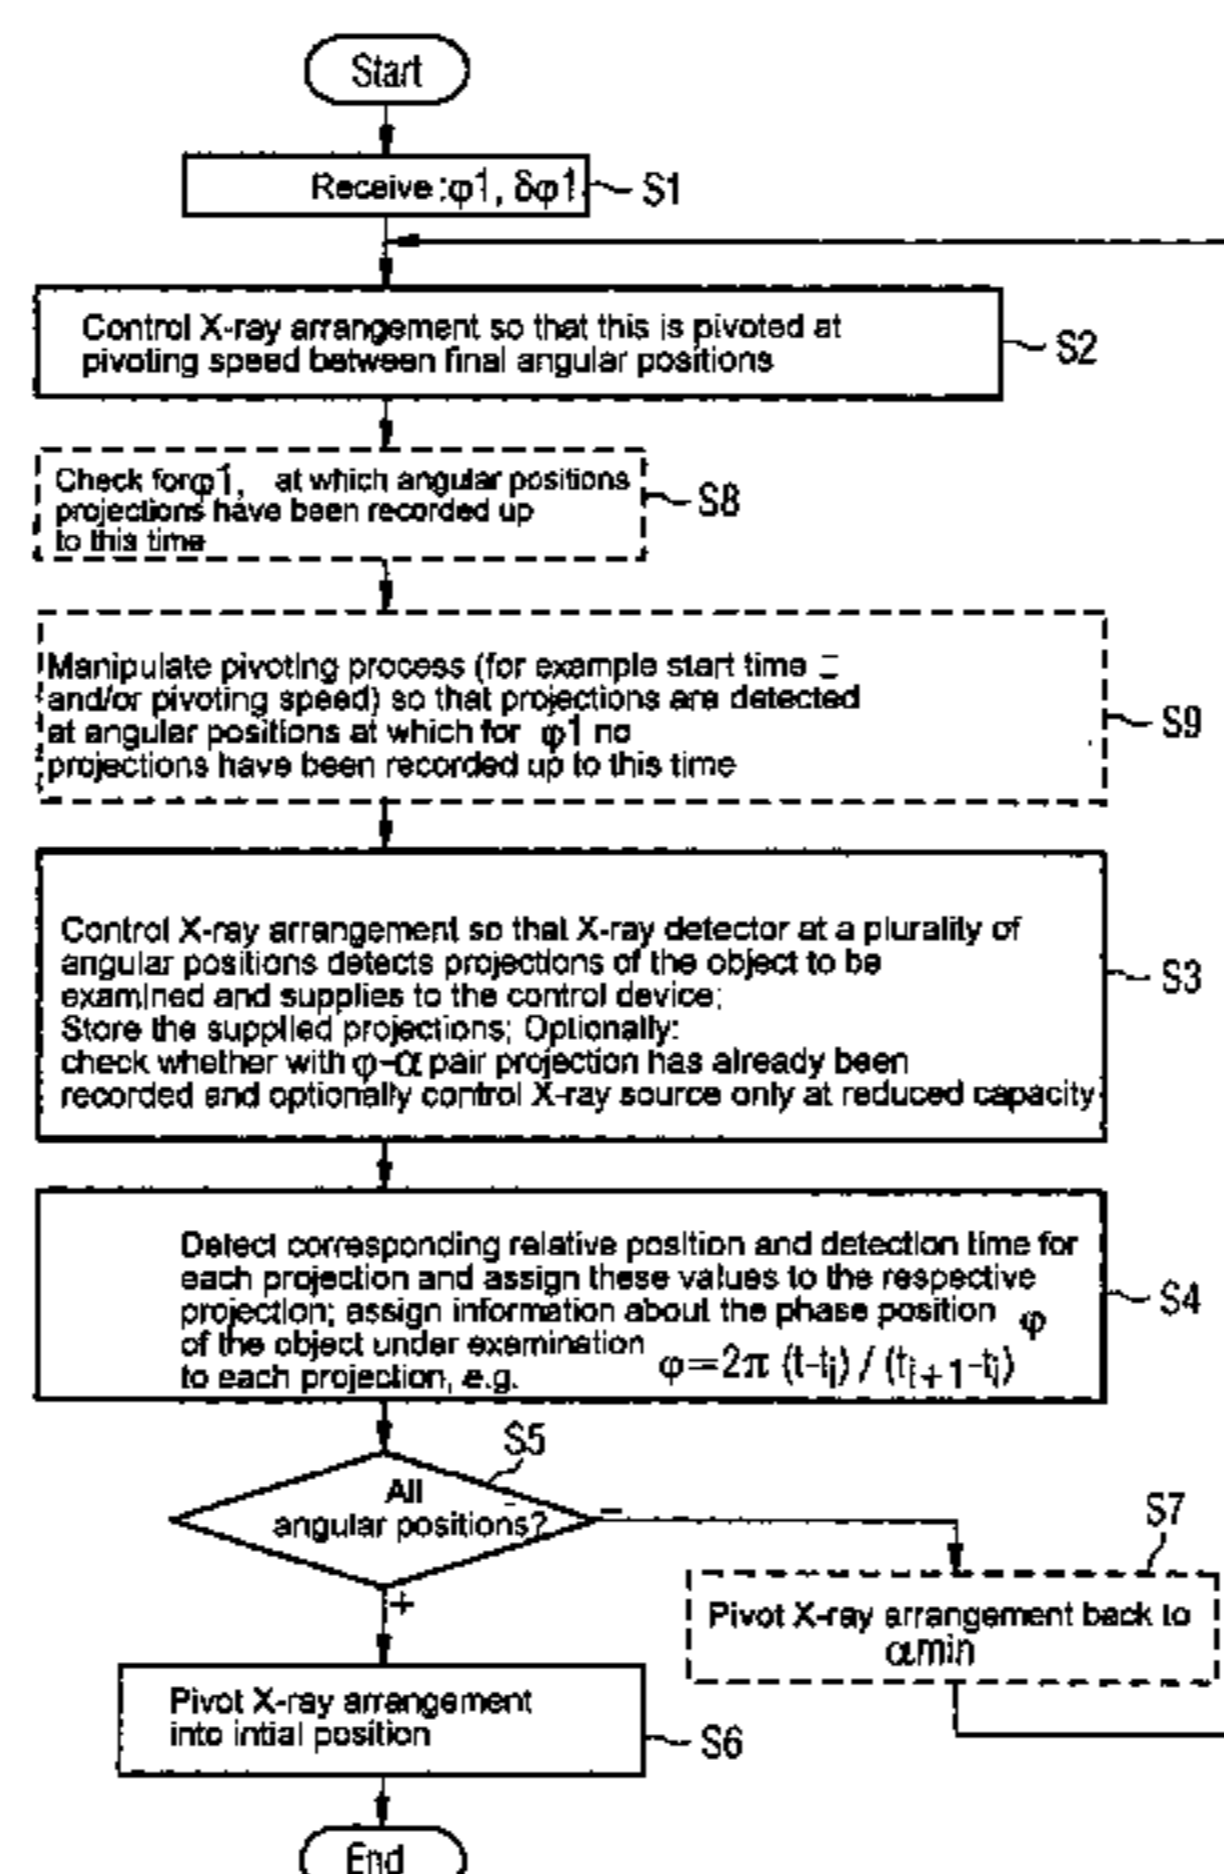 Start
Receive:φ1, δφ1
S1
Control X-ray arrangement so that this is pivoted at
pivoting speed between final angular positions
S2
Check forφ1, at which angular positions
projections have been recorded up
to this time
S8
Manipulate pivoting process (for example start time
and/or pivoting speed) so that projections are detected
at angular positions at which for φ1 no
projections have been recorded up to this time
S9
Control X-ray arrangement so that X-ray detector at a plurality of
angular positions detects projections of the object to be
examined and supplies to the control device;
Store the supplied projections; Optionally:
check whether with φ-α pair projection has already been
recorded and optionally control X-ray source only at reduced capacity
S3
Detect corresponding relative position and detection time for
each projection and assign these values to the respective
projection; assign information about the phase position φ
of the object under examination
to each projection, e.g. φ=2π (t-tᵢ) / (tᵢ₊₁-tᵢ)
S4
S5
All
angular positions?
−
+
S7
Pivot X-ray arrangement back to
αmin
Pivot X-ray arrangement
into intial position
S6
End